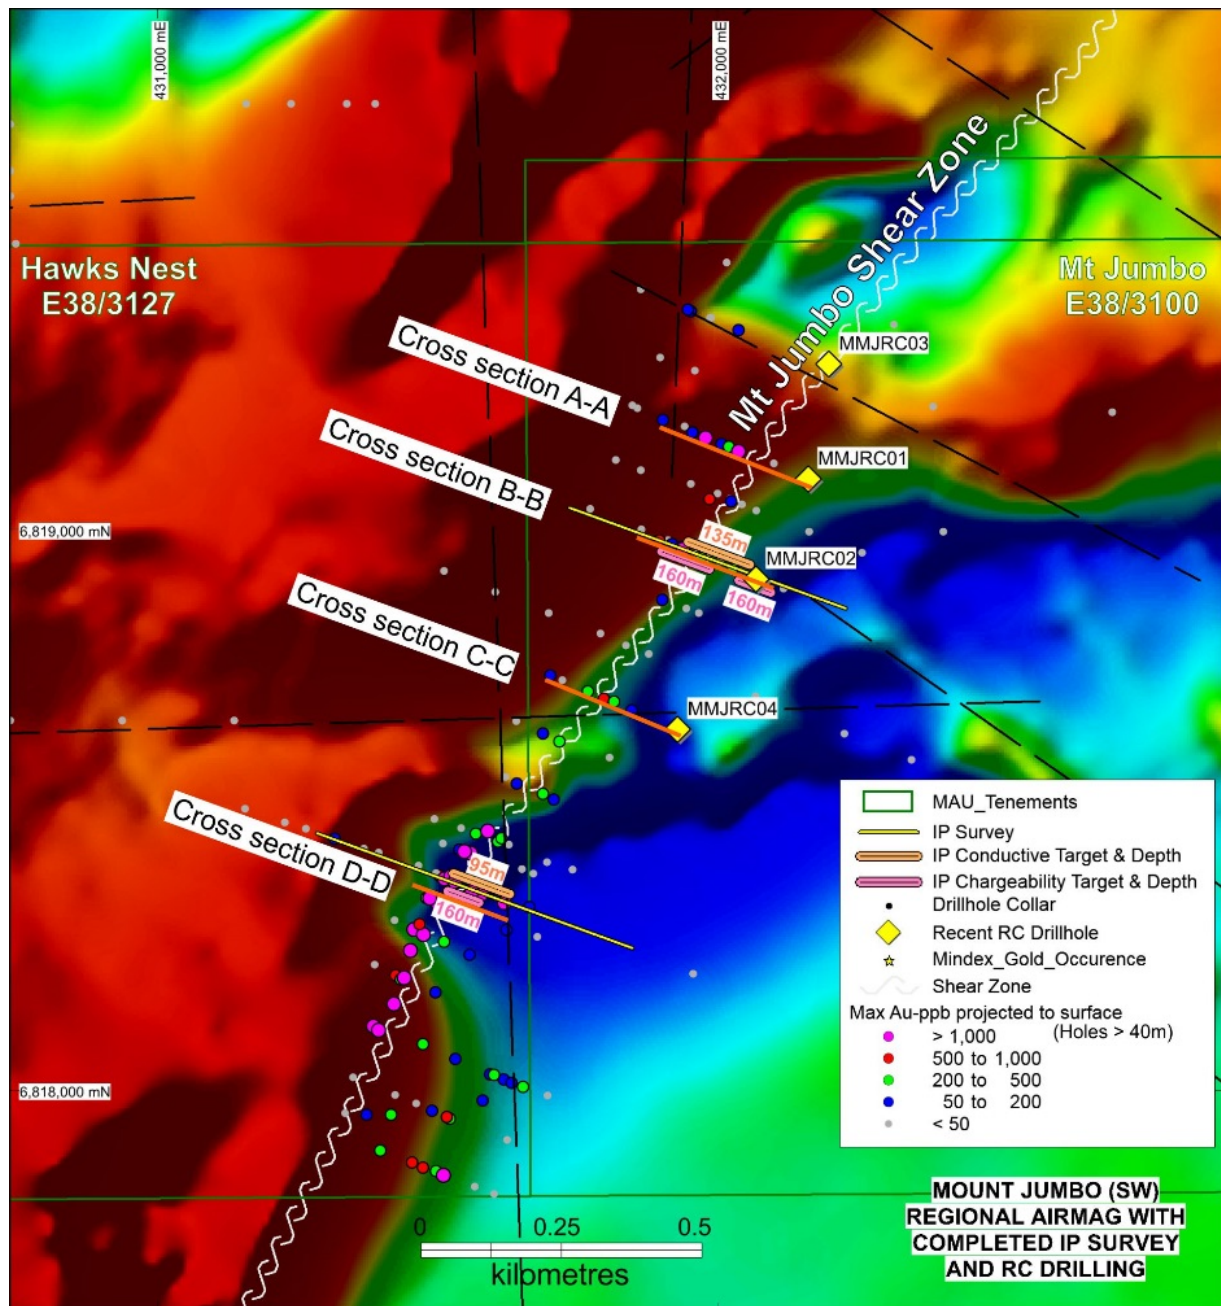 431,000 mE
432,000 mE
Mt Jumbo Shear Zone
Hawks Nest
E38/3127
Mt Jumbo
E38/3100
MMJRC03
Cross section A-A
MMJRC01
Cross section B-B
6,819,000 mN
135m
MMJRC02
160m
160m
Cross section C-C
MMJRC04
Cross section D-D
95m
160m
MAU_Tenements
IP Survey
IP Conductive Target & Depth
IP Chargeability Target & Depth
Drillhole Collar
Recent RC Drillhole
Mindex_Gold_Occurence
Shear Zone
Max Au-ppb projected to surface
(Holes > 40m)
> 1,000
500 to 1,000
200 to 500
50 to 200
< 50
6,818,000 mN
MOUNT JUMBO (SW)
REGIONAL AIRMAG WITH
COMPLETED IP SURVEY
AND RC DRILLING
0 0.25 0.5
kilometres